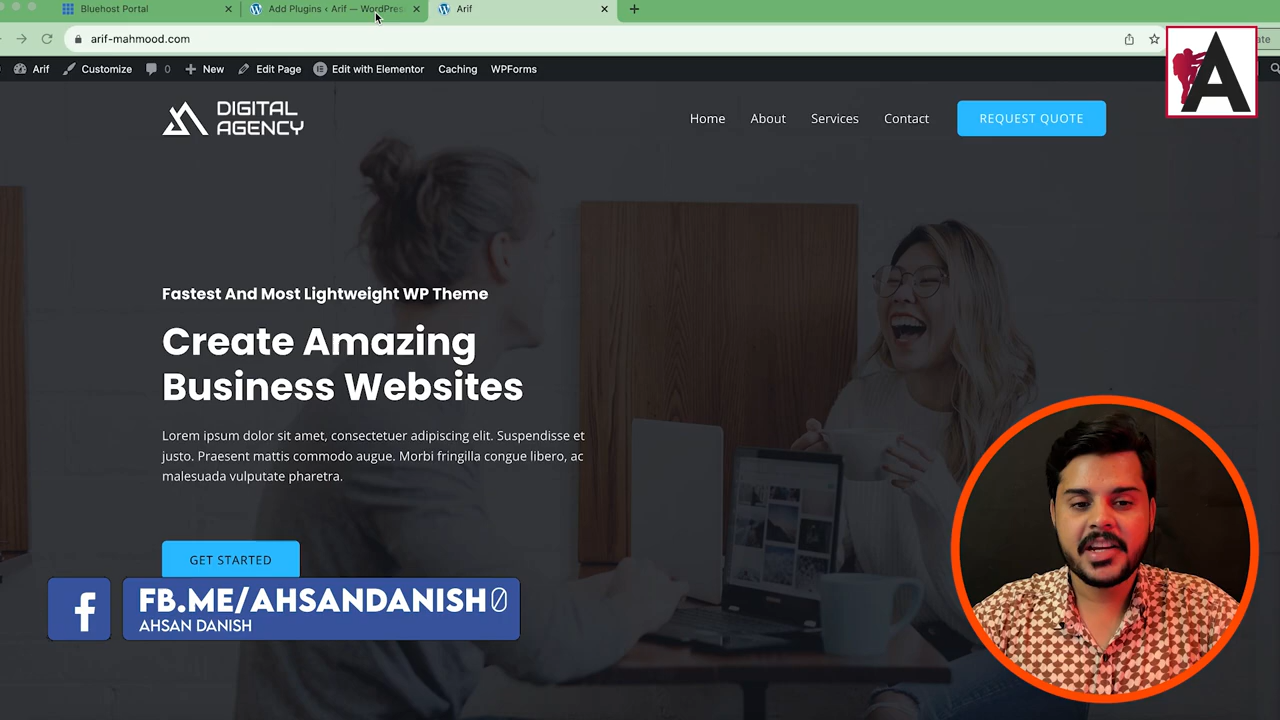 Bluehost Portal
Add Plugins ‹ Arif — WordPres
Arif
arif-mahmood.com
Arif
Customize
0
New
Edit Page
Edit with Elementor
Caching
WPForms
A
DIGITAL
AGENCY
Home
About
Services
Contact
REQUEST QUOTE
Fastest And Most Lightweight WP Theme
Create Amazing
Business Websites
Lorem ipsum dolor sit amet, consectetuer adipiscing elit. Suspendisse et
justo. Praesent mattis commodo augue. Morbi fringilla congue libero, ac
malesuada vulputate pharetra.
GET STARTED
f
FB.ME/AHSANDANISH0
AHSAN DANISH